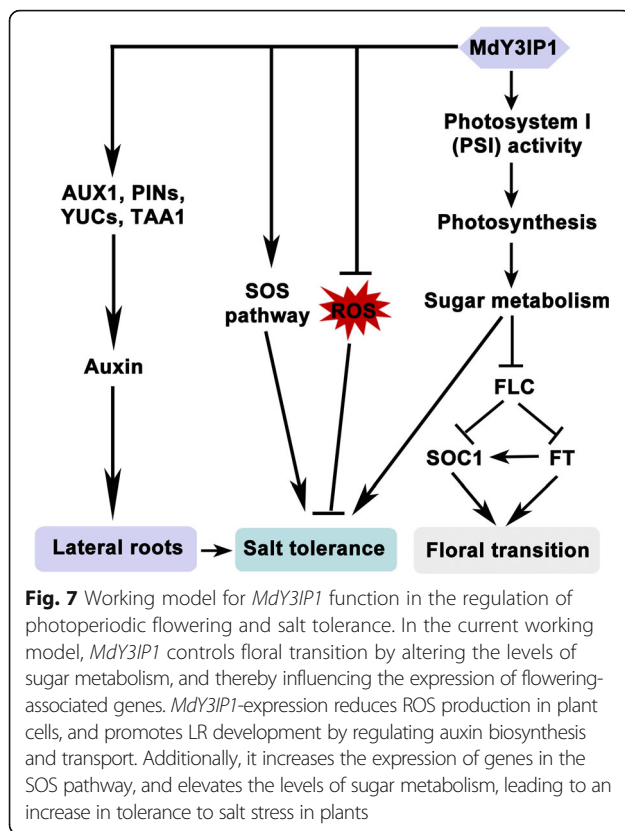 MdY3IP1
Photosystem I
(PSI) activity
AUX1, PINs,
YUCs, TAA1
Photosynthesis
SOS
pathway
ROS
Sugar metabolism
Auxin
FLC
SOC1
FT
Lateral roots
Salt tolerance
Floral transition
Fig. 7 Working model for MdY3IP1 function in the regulation of
photoperiodic flowering and salt tolerance. In the current working
model, MdY3IP1 controls floral transition by altering the levels of
sugar metabolism, and thereby influencing the expression of flowering-
associated genes. MdY3IP1-expression reduces ROS production in plant
cells, and promotes LR development by regulating auxin biosynthesis
and transport. Additionally, it increases the expression of genes in the
SOS pathway, and elevates the levels of sugar metabolism, leading to an
increase in tolerance to salt stress in plants